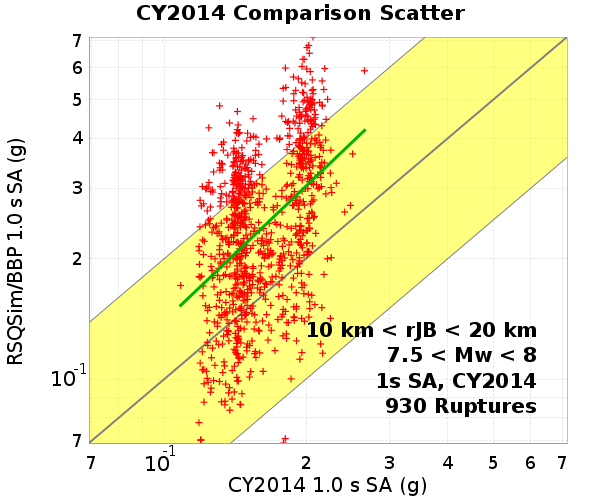 CY2014 Comparison Scatter
RSQSim/BBP 1.0 s SA (g)
7
6
5
4
3
2
10-1
7
10 km < rJB < 20 km
7.5 < Mw < 8
1s SA, CY2014
930 Ruptures
7 10-1 2 3 4 5 6 7
CY2014 1.0 s SA (g)